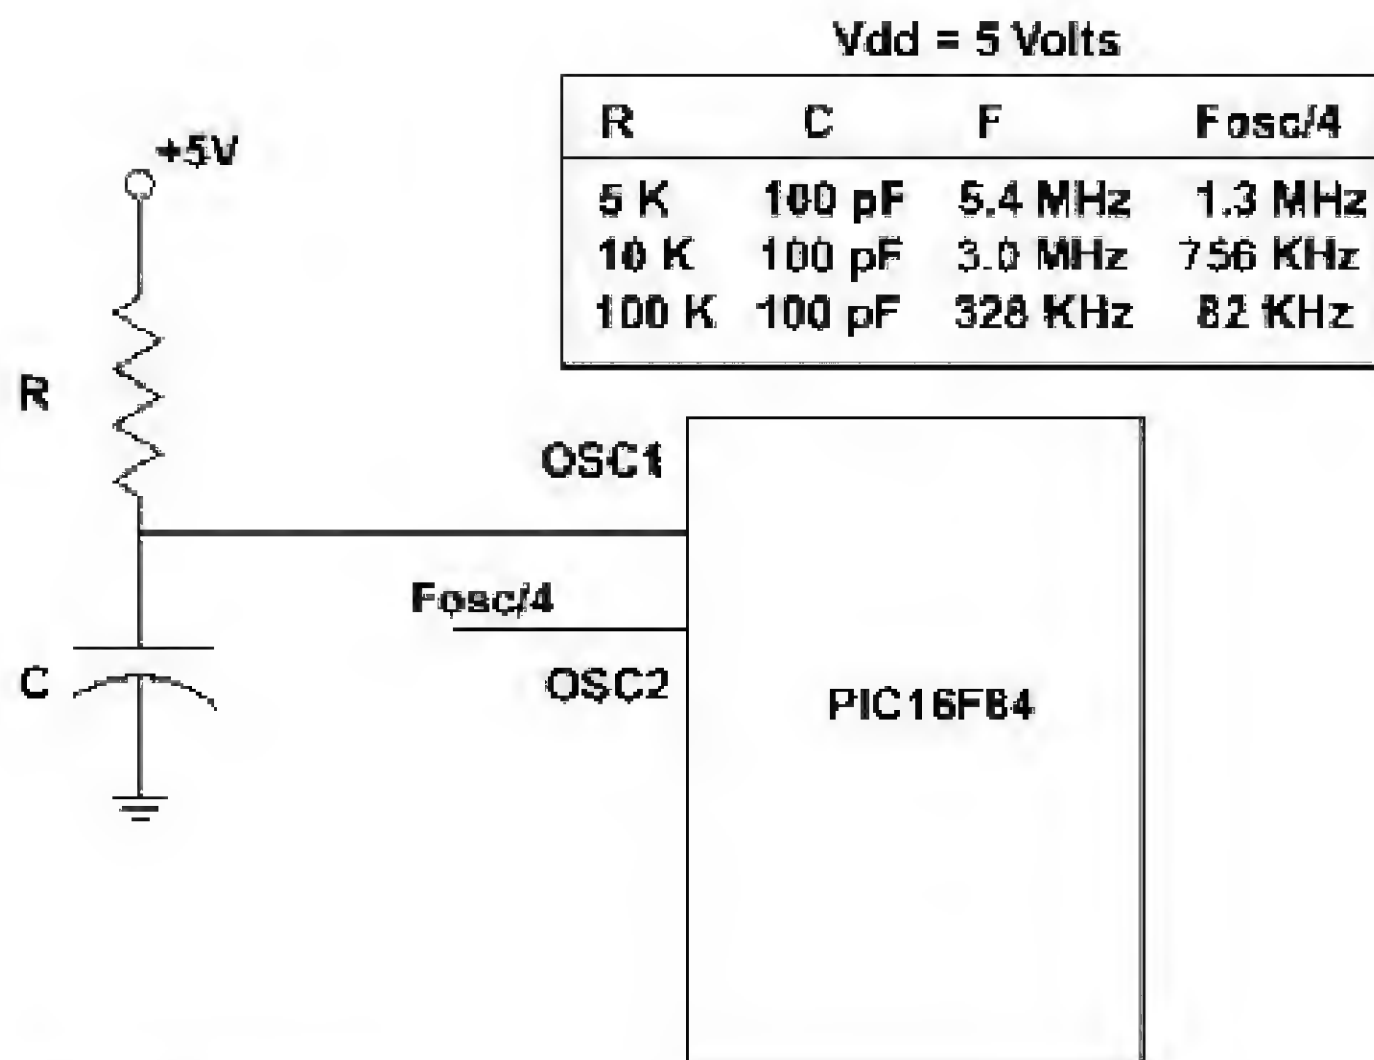 Vdd = 5 Volts
R C F Fosc/4
5 K 100 pF 5.4 MHz 1.3 MHz
10 K 100 pF 3.0 MHz 756 KHz
100 K 100 pF 328 KHz 82 KHz
+5V
R
OSC1
Fosc/4
C
OSC2
PIC16F84